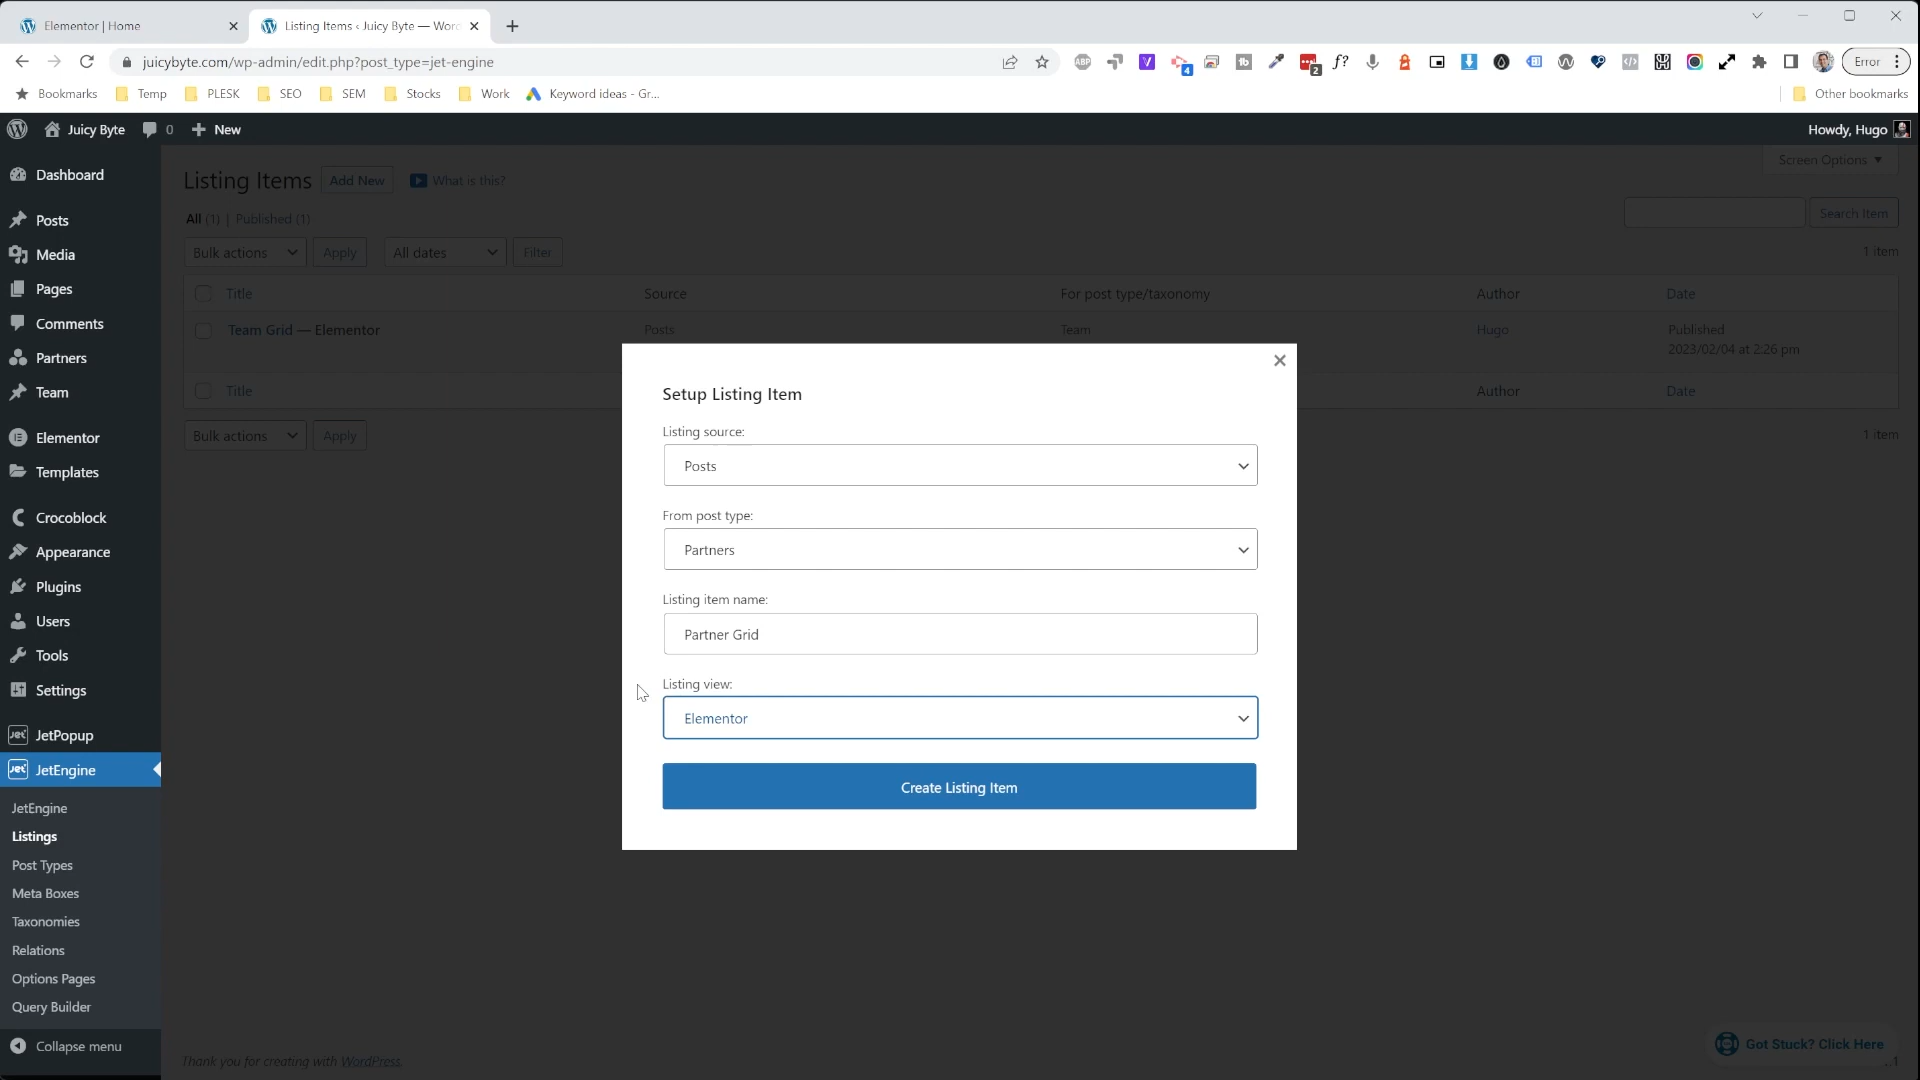 Elementor | Home
Listing Items ‹ Juicy Byte — Wor
juicybyte.com/wp-admin/edit.php?post_type=jet-engine
Error
Bookmarks
Temp
PLESK
SEO
SEM
Stocks
Work
Keyword ideas - Gr...
Other bookmarks
Juicy Byte
0
New
Howdy, Hugo
Dashboard
Posts
Media
Pages
Comments
Partners
Team
Elementor
Templates
Crocoblock
Appearance
Plugins
Users
Tools
Settings
JetPopup
JetEngine
JetEngine
Listings
Post Types
Meta Boxes
Taxonomies
Relations
Options Pages
Query Builder
Collapse menu
Screen Options
Listing Items
Add New
What is this?
All (1) | Published (1)
Search Item
Bulk actions
Apply
All dates
Filter
1 item
Title
Source
For post type/taxonomy
Author
Date
Team Grid — Elementor
Posts
Team
Hugo
Published
2023/02/04 at 2:26 pm
Title
Author
Date
Bulk actions
Apply
1 item
Setup Listing Item
Listing source:
Posts
From post type:
Partners
Listing item name:
Partner Grid
Listing view:
Elementor
Create Listing Item
Thank you for creating with WordPress.
Got Stuck? Click Here